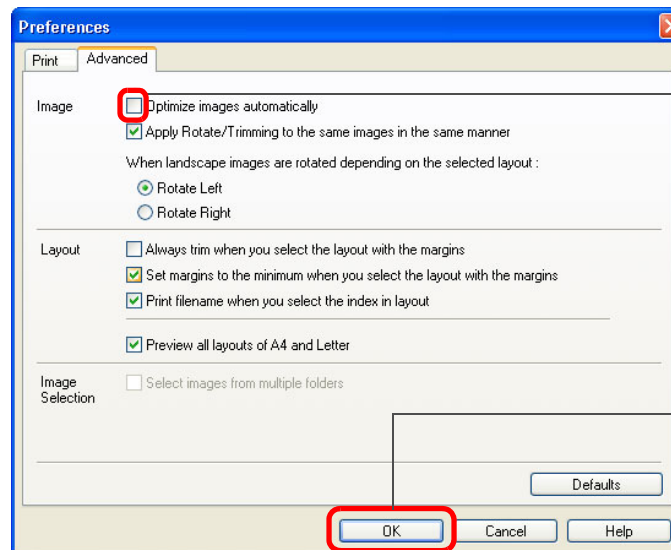 Preferences
Print Advanced
Image Optimize images automatically
Apply Rotate/Trimming to the same images in the same manner
When landscape images are rotated depending on the selected layout :
Rotate Left
Rotate Right
Layout Always trim when you select the layout with the margins
Set margins to the minimum when you select the layout with the margins
Print filename when you select the index in layout
Preview all layouts of A4 and Letter
Image Selection Select images from multiple folders
Defaults
OK Cancel Help